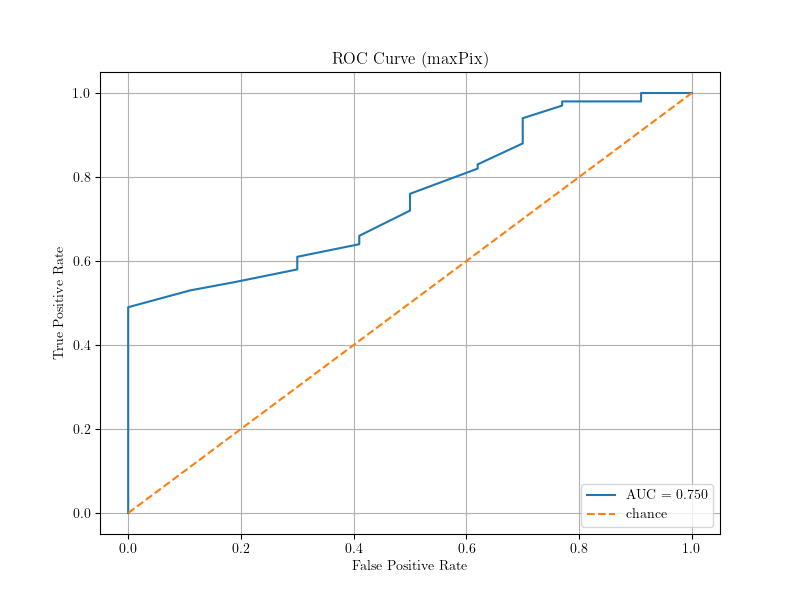 ROC Curve (maxPix)
True Positive Rate
1.0
0.8
0.6
0.4
0.2
0.0
AUC = 0.750
chance
0.0 0.2 0.4 0.6 0.8 1.0
False Positive Rate